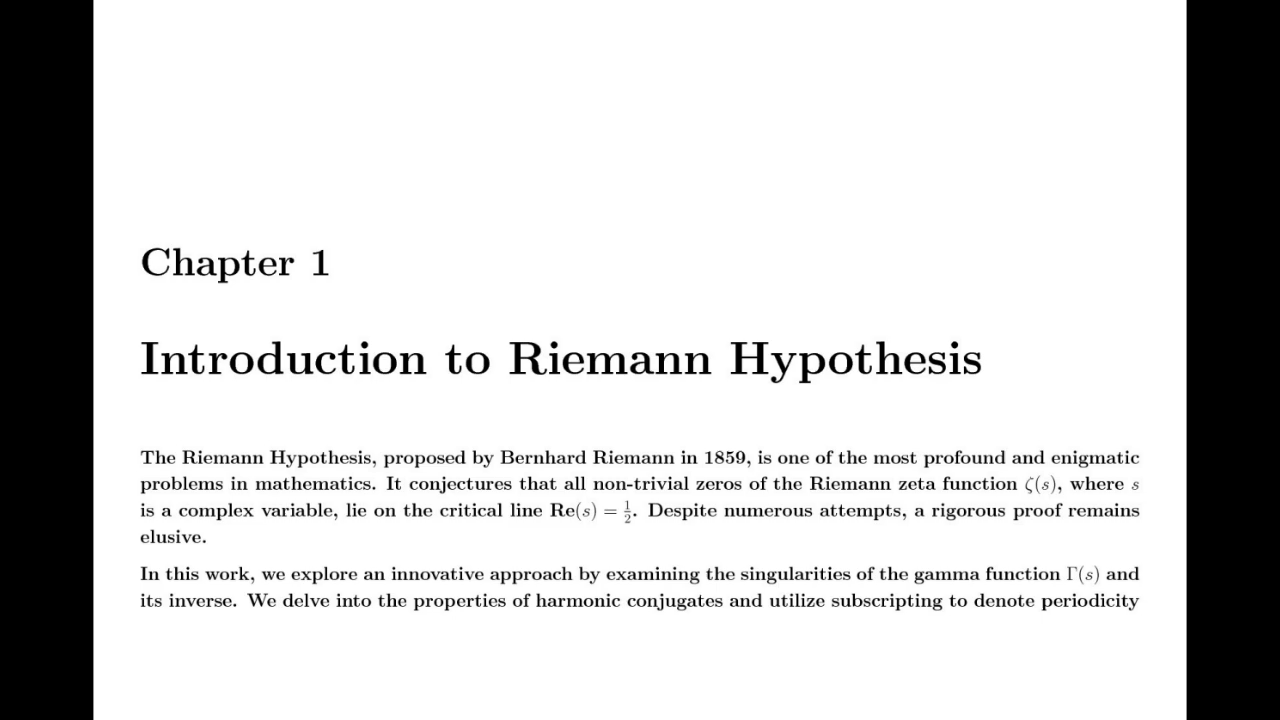 Chapter 1
Introduction to Riemann Hypothesis
The Riemann Hypothesis, proposed by Bernhard Riemann in 1859, is one of the most profound and enigmatic
problems in mathematics. It conjectures that all non-trivial zeros of the Riemann zeta function ζ(s), where s
is a complex variable, lie on the critical line Re(s) = 1/2. Despite numerous attempts, a rigorous proof remains
elusive.
In this work, we explore an innovative approach by examining the singularities of the gamma function Γ(s) and
its inverse. We delve into the properties of harmonic conjugates and utilize subscripting to denote periodicity